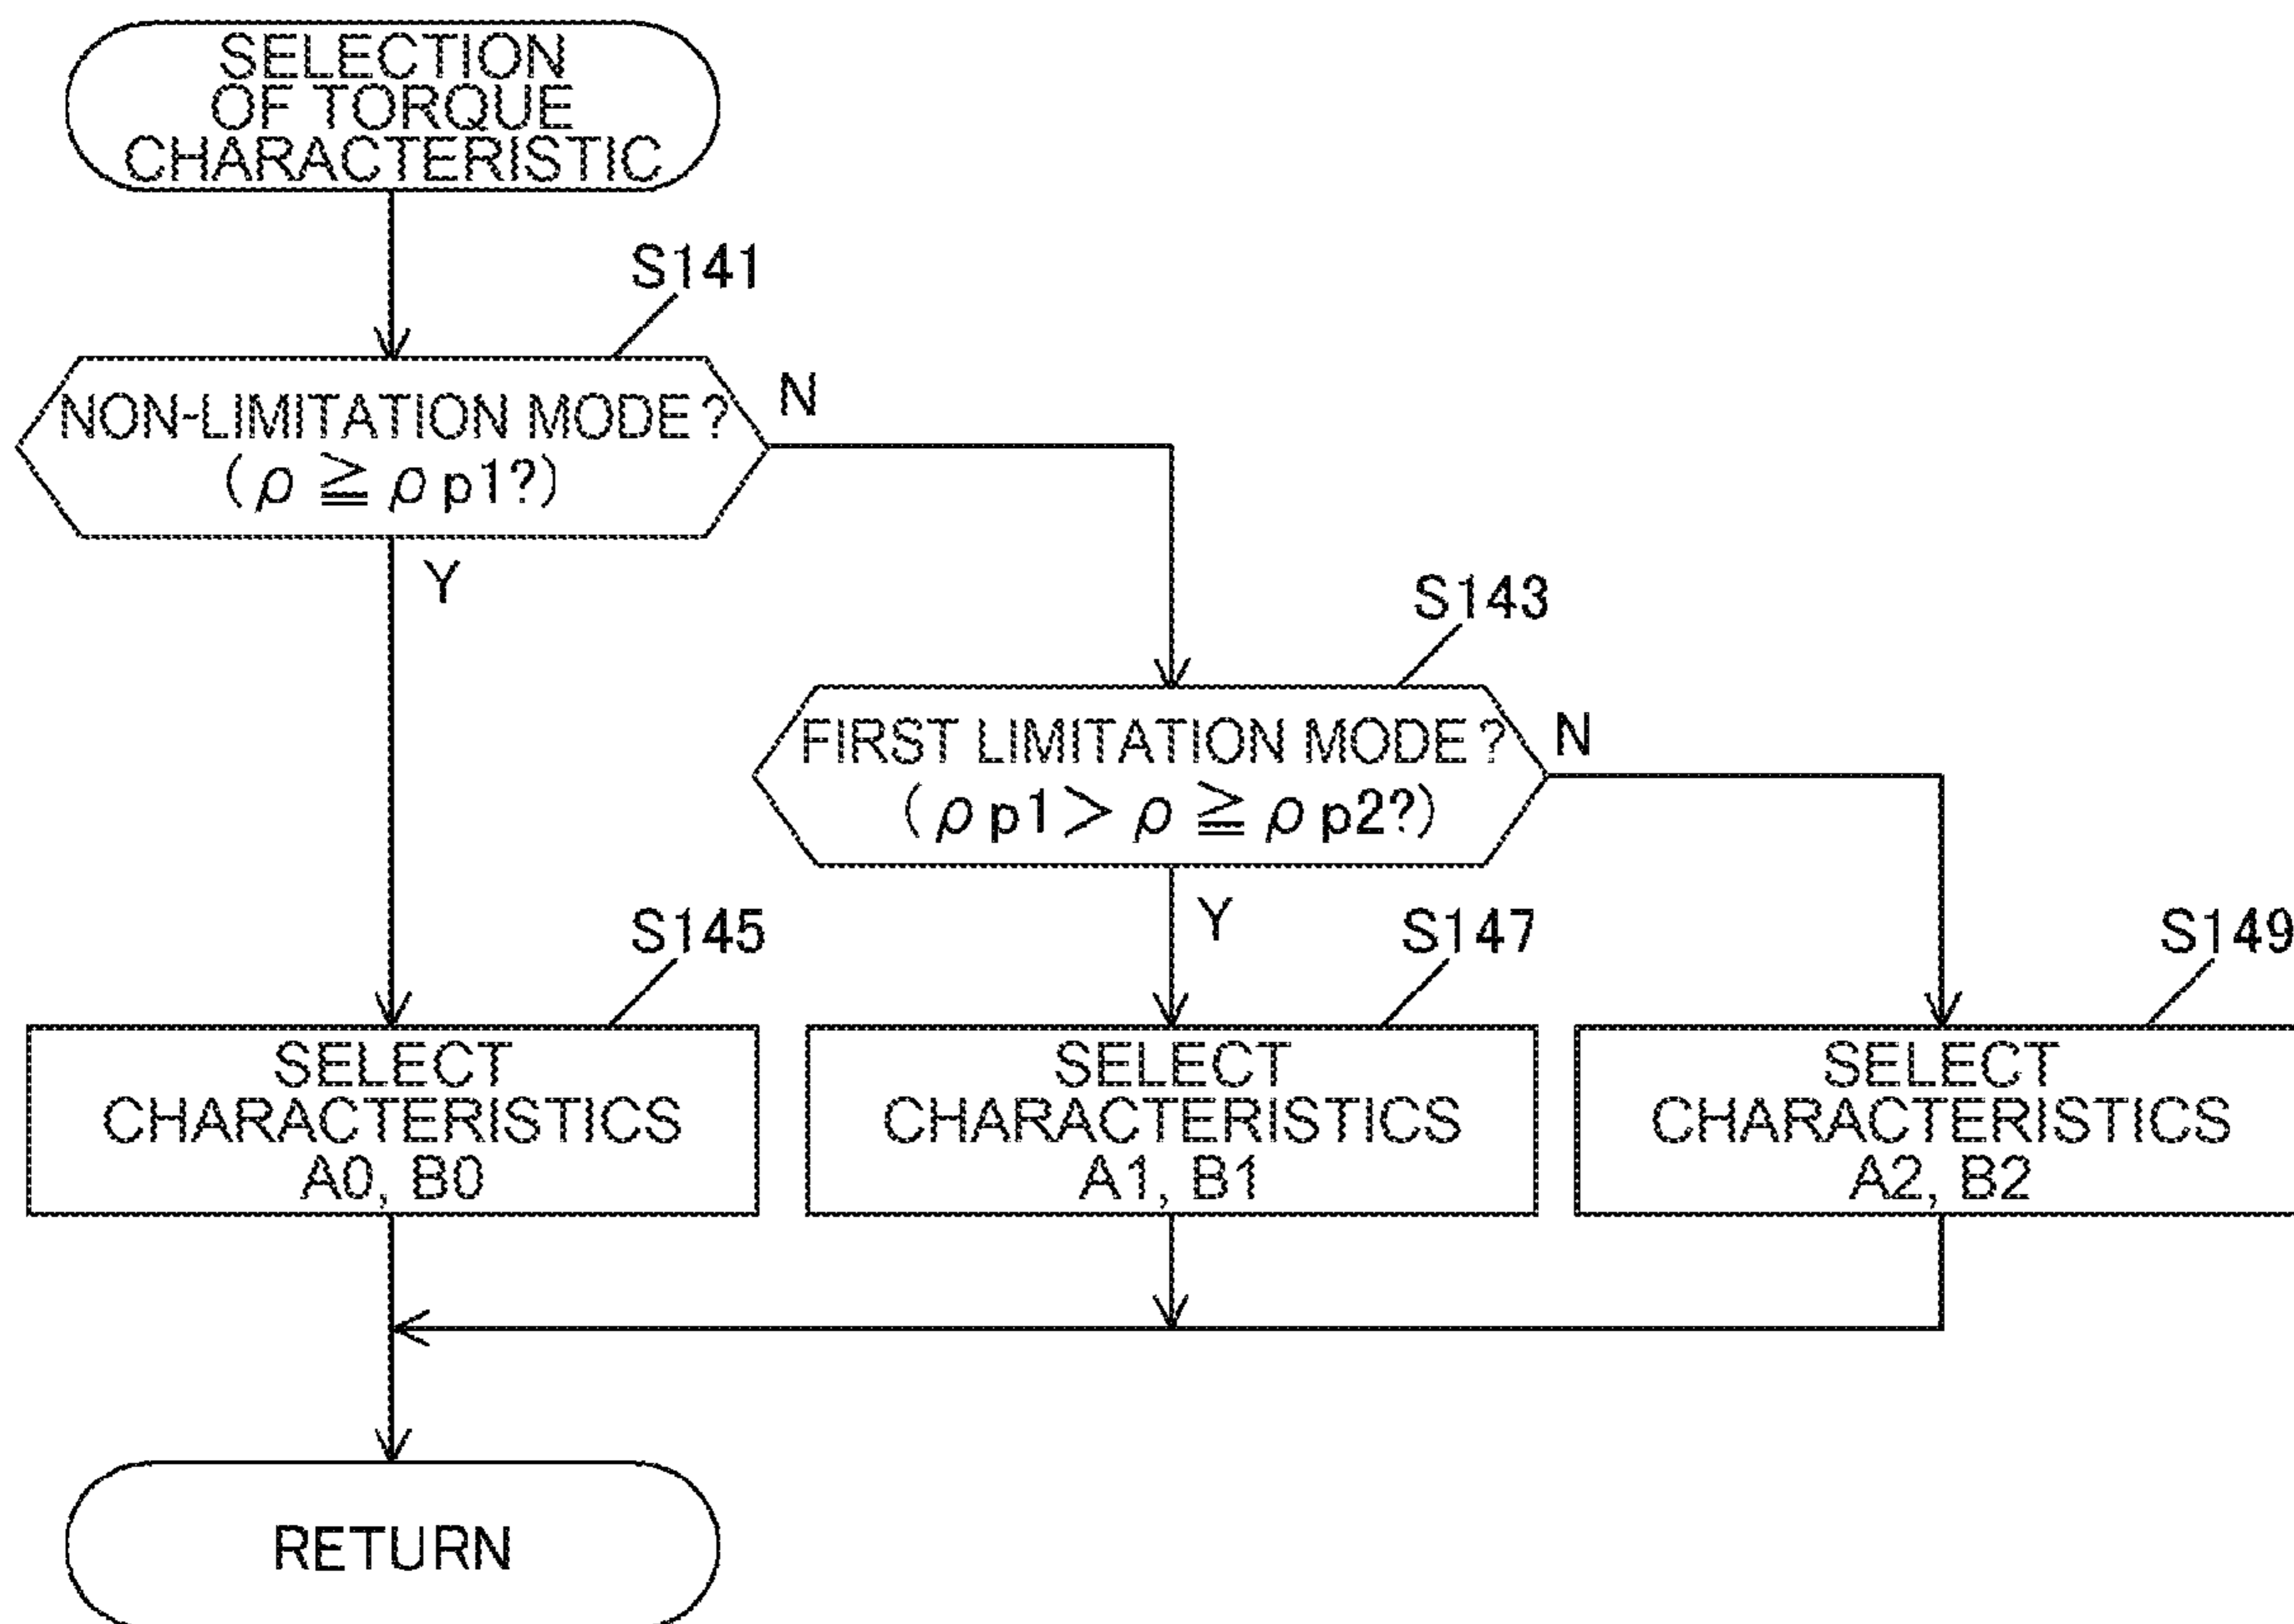 SELECTION
OF TORQUE
CHARACTERISTIC
S141
NON-LIMITATION MODE?
(ρ ≧ ρp1?)
N
Y
S143
FIRST LIMITATION MODE?
(ρp1＞ρ ≧ ρp2?)
N
Y
S145
SELECT
CHARACTERISTICS
A0, B0
S147
SELECT
CHARACTERISTICS
A1, B1
S149
SELECT
CHARACTERISTICS
A2, B2
RETURN